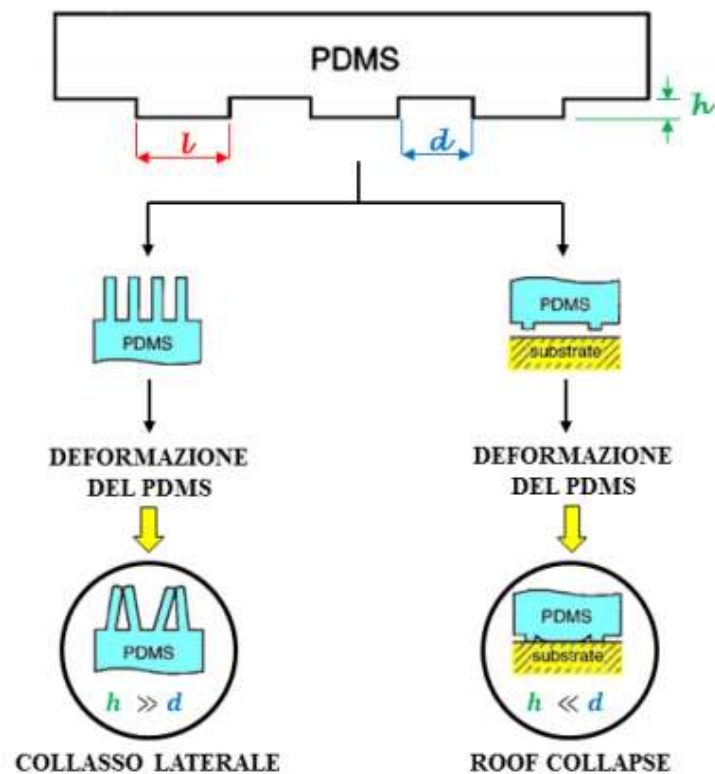 PDMS
h
l
d
PDMS
PDMS
substrate
DEFORMAZIONE
DEL PDMS
DEFORMAZIONE
DEL PDMS
PDMS
h >> d
PDMS
substrate
h << d
COLLASSO LATERALE
ROOF COLLAPSE